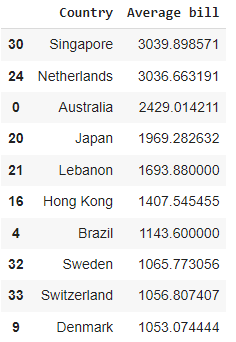 Country Average bill
30 Singapore 3039.898571
24 Netherlands 3036.663191
0 Australia 2429.014211
20 Japan 1969.282632
21 Lebanon 1693.880000
16 Hong Kong 1407.545455
4 Brazil 1143.600000
32 Sweden 1065.773056
33 Switzerland 1056.807407
9 Denmark 1053.074444